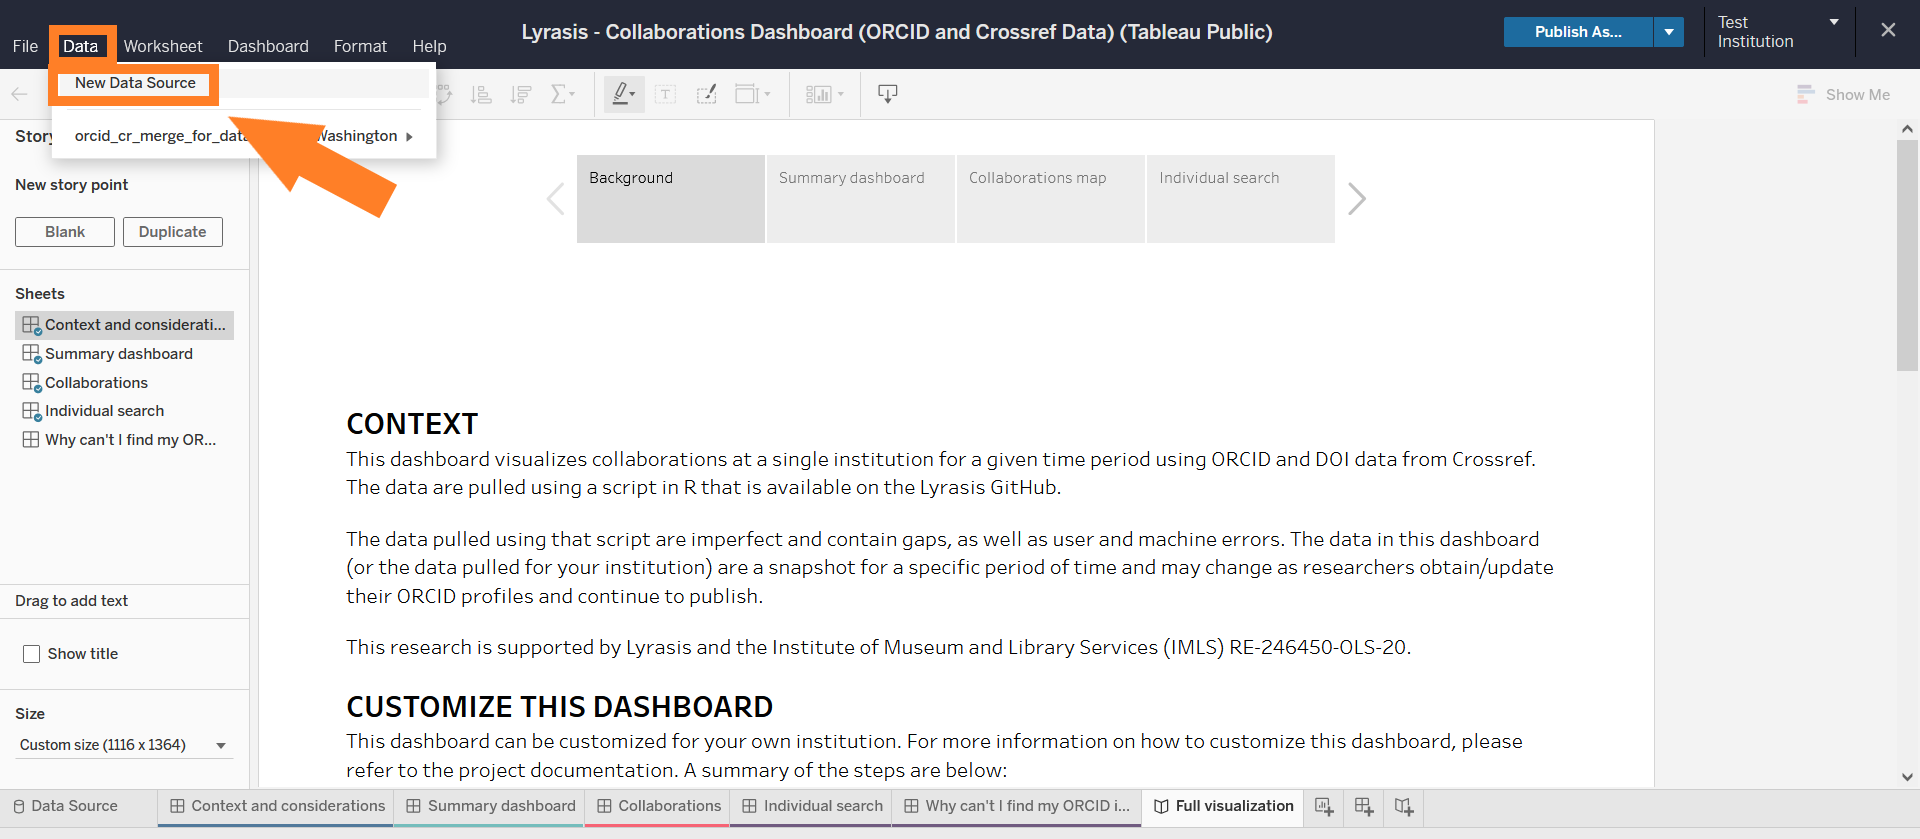 Lyrasis - Collaborations Dashboard (ORCID and Crossref Data) (Tableau Public)
Publish As...
Test
Institution
File Data Worksheet Dashboard Format Help
New Data Source
Show Me
orcid_cr_merge_for_data Washington
Story
New story point
Blank Duplicate
Background Summary dashboard Collaborations map Individual search
Sheets
Context and considerati...
Summary dashboard
Collaborations
Individual search
Why can't I find my OR...
Drag to add text
Show title
Size
Custom size (1116 x 1364)
CONTEXT
This dashboard visualizes collaborations at a single institution for a given time period using ORCID and DOI data from Crossref.
The data are pulled using a script in R that is available on the Lyrasis GitHub.
The data pulled using that script are imperfect and contain gaps, as well as user and machine errors. The data in this dashboard
(or the data pulled for your institution) are a snapshot for a specific period of time and may change as researchers obtain/update
their ORCID profiles and continue to publish.
This research is supported by Lyrasis and the Institute of Museum and Library Services (IMLS) RE-246450-OLS-20.
CUSTOMIZE THIS DASHBOARD
This dashboard can be customized for your own institution. For more information on how to customize this dashboard, please
refer to the project documentation. A summary of the steps are below:
Data Source Context and considerations Summary dashboard Collaborations Individual search Why can't I find my ORCID i... Full visualization